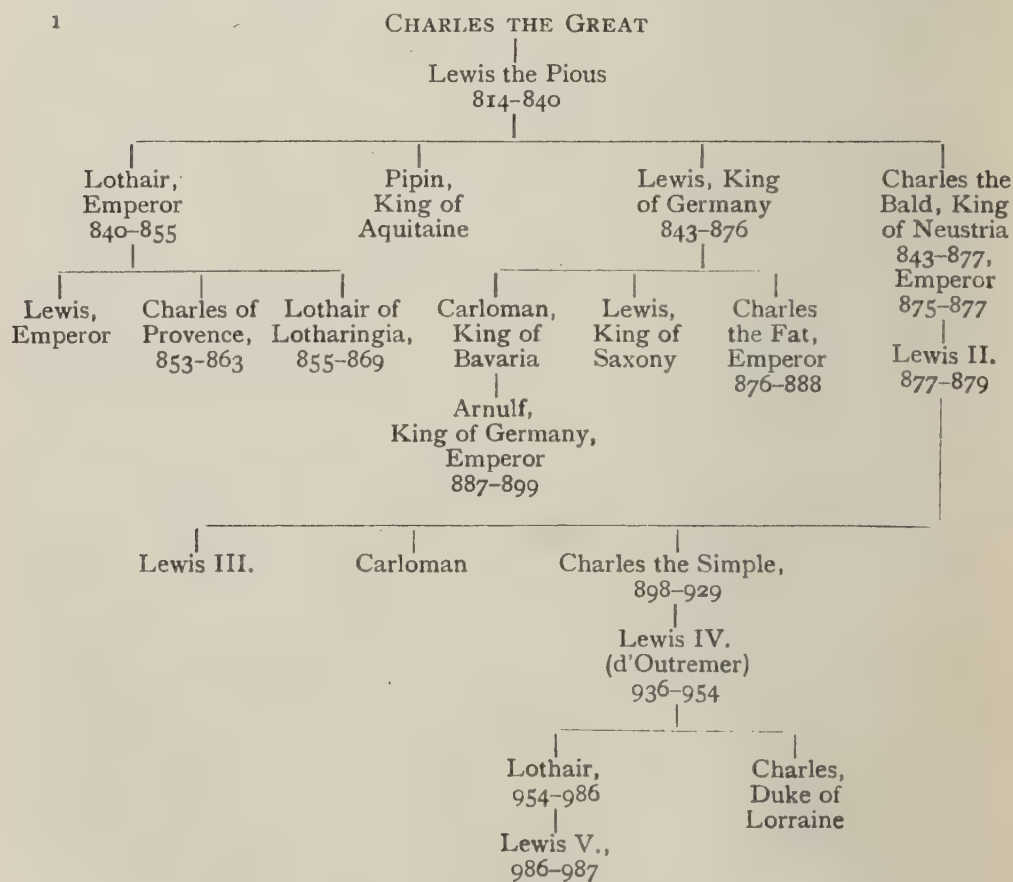 1
CHARLES THE GREAT
Lewis the Pious
814–840
Lothair,
Emperor
840–855
Pipin,
King of
Aquitaine
Lewis, King
of Germany
843–876
Charles the
Bald, King
of Neustria
843–877,
Emperor
875–877
Lewis,
Emperor
Charles of
Provence,
853–863
Lothair of
Lotharingia,
855–869
Carloman,
King of
Bavaria
Lewis,
King of
Saxony
Charles
the Fat,
Emperor
876–888
Lewis II.
877–879
Arnulf,
King of Germany,
Emperor
887–899
Lewis III.
Carloman
Charles the Simple,
898–929
Lewis IV.
(d'Outremer)
936–954
Lothair,
954–986
Charles,
Duke of
Lorraine
Lewis V.,
986–987